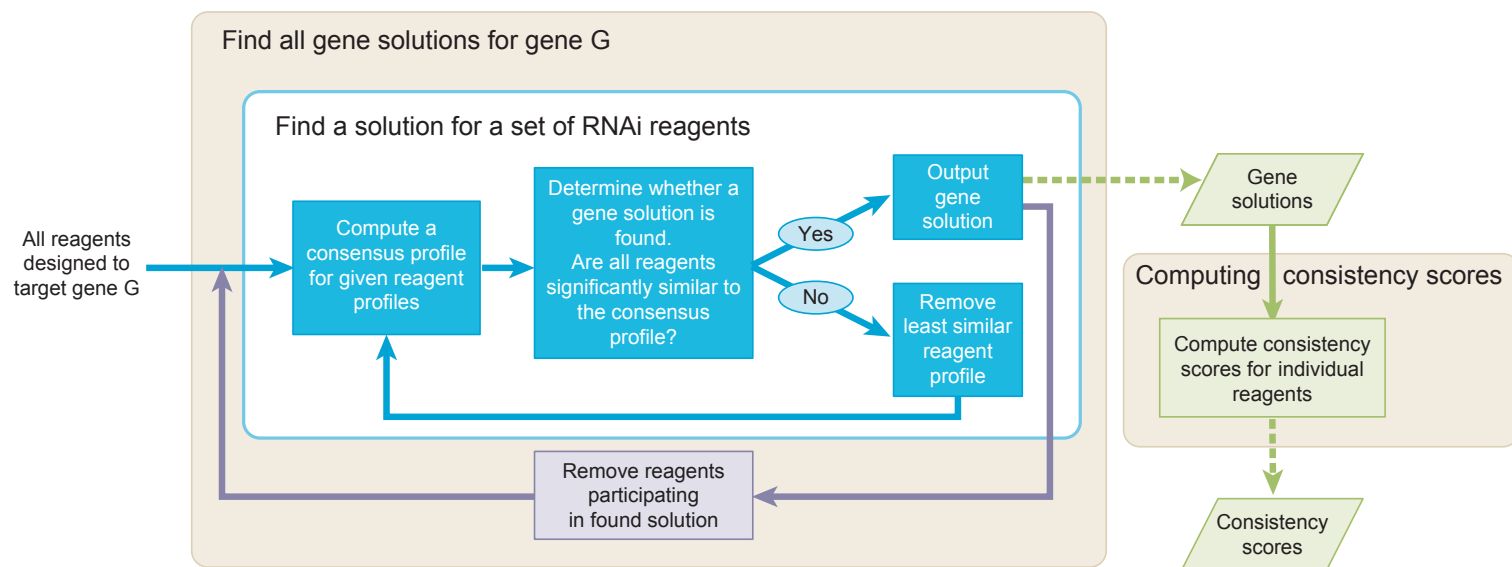 Find all gene solutions for gene G
Find a solution for a set of RNAi reagents
All reagents
designed to
target gene G
Compute a
consensus profile
for given reagent
profiles
Determine whether a
gene solution is
found.
Are all reagents
significantly similar to
the consensus
profile?
Yes
No
Output
gene
solution
Remove
least similar
reagent
profile
Remove reagents
participating
in found solution
Gene
solutions
Computing consistency scores
Compute consistency
scores for individual
reagents
Consistency
scores